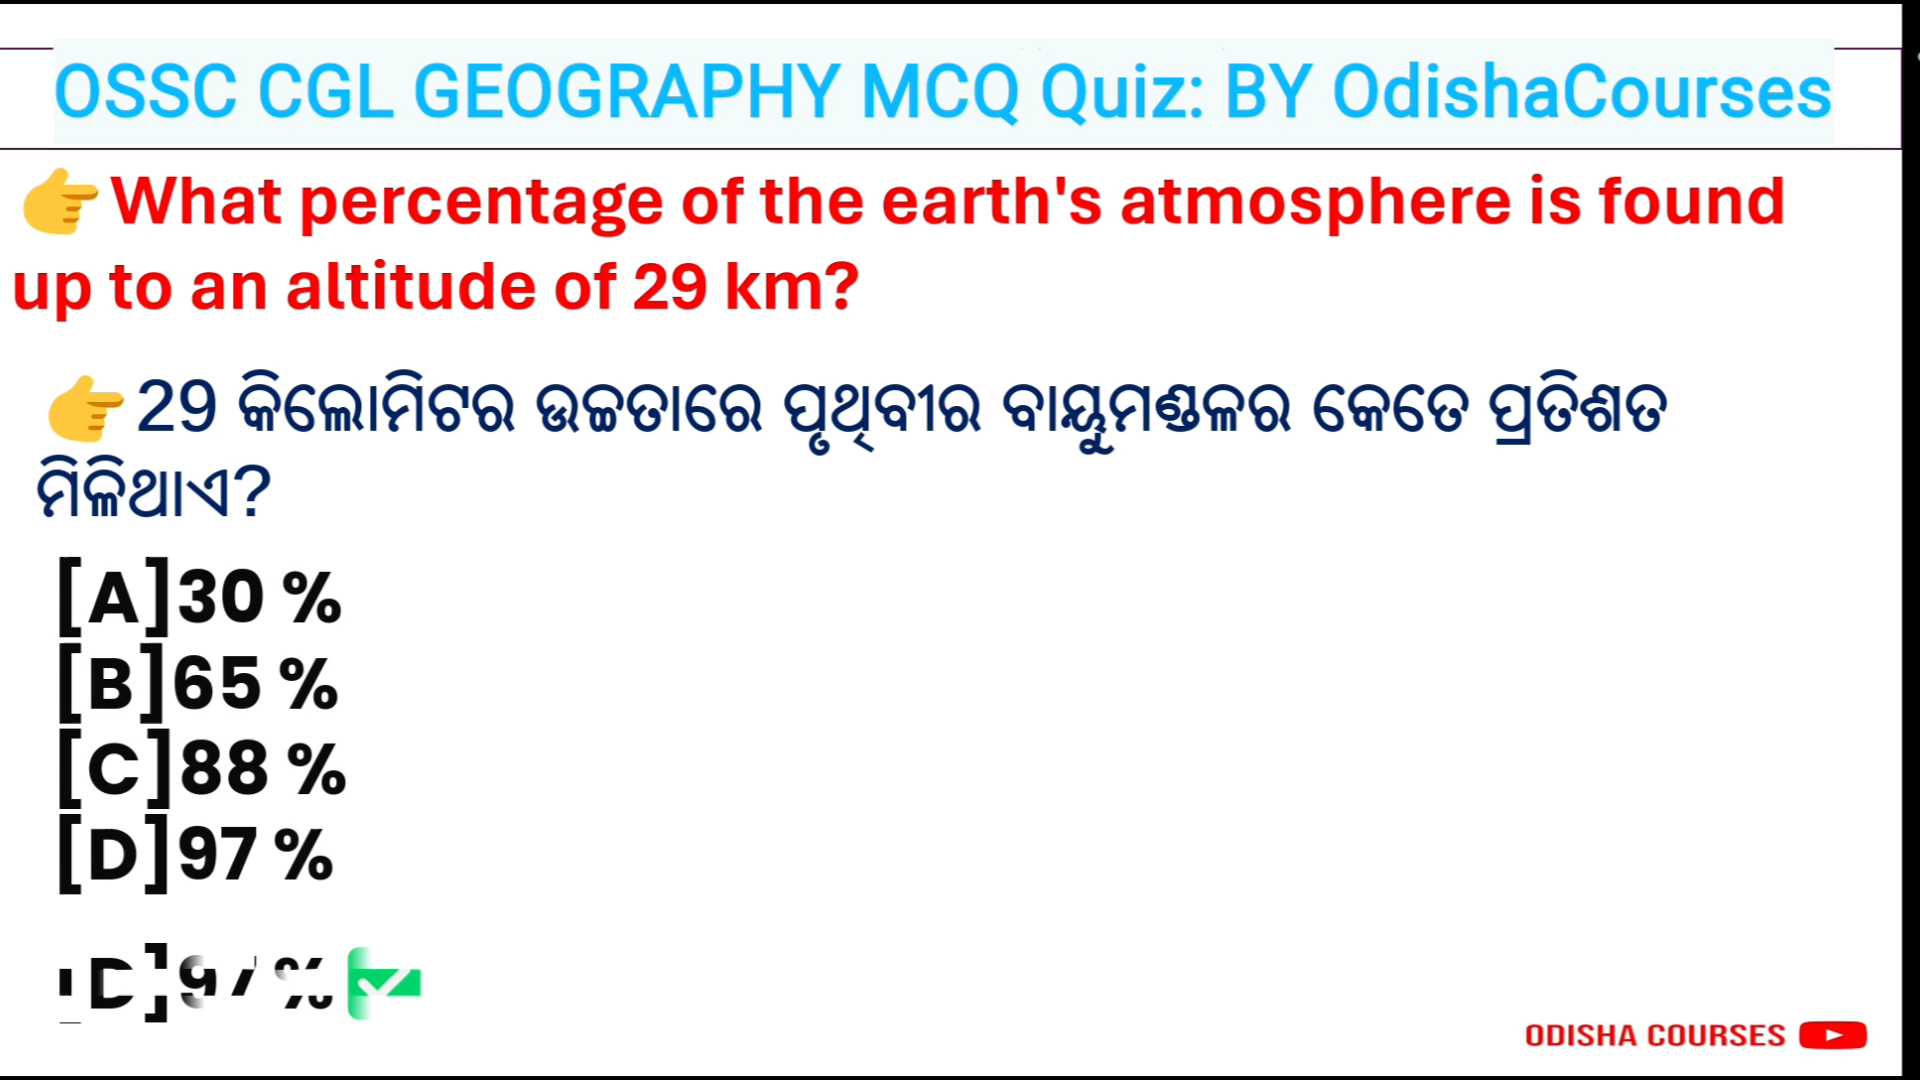 OSSC CGL GEOGRAPHY MCQ Quiz: BY OdishaCourses
👉What percentage of the earth's atmosphere is found
up to an altitude of 29 km?
👉29 କିଲୋମିଟର ଉଚ୍ଚତାରେ ପୃଥିବୀର ବାୟୁମଣ୍ଡଳର କେତେ ପ୍ରତିଶତ
ମିଳିଥାଏ?
[A]30 %
[B]65 %
[C]88 %
[D]97 %
[D]97 % ✅
ODISHA COURSES